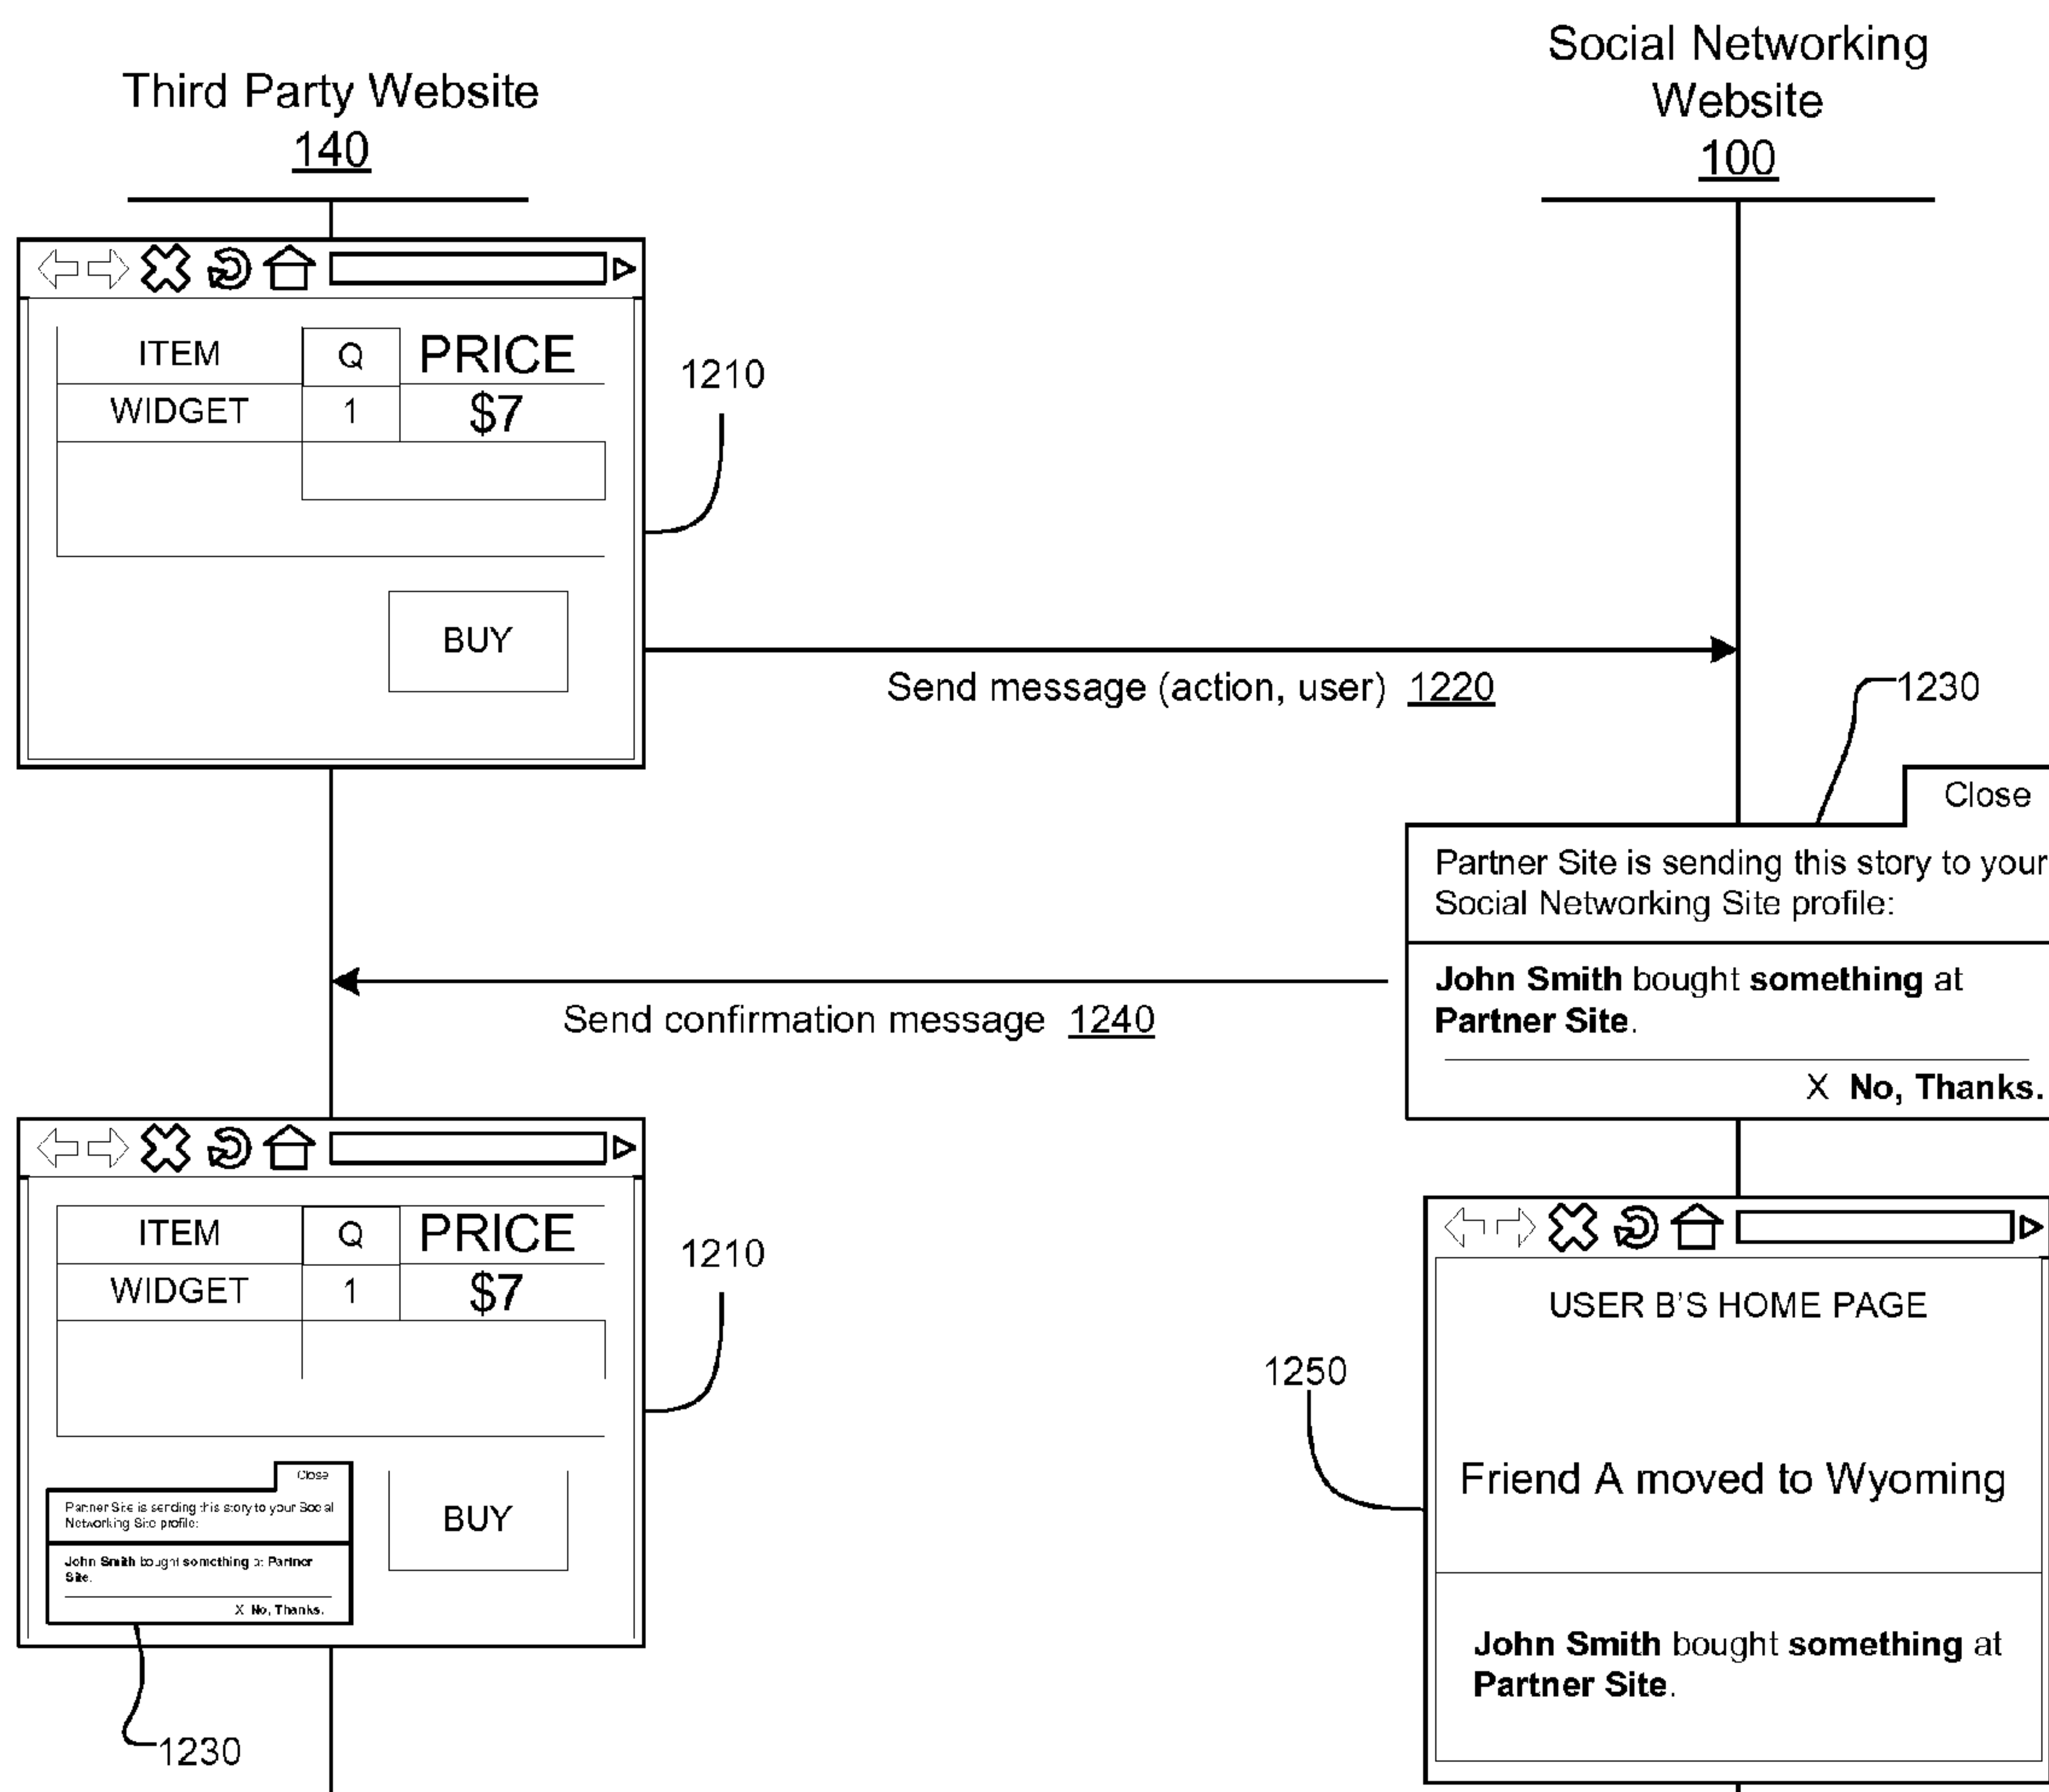 Third Party Website
140
Social Networking
Website
100
ITEM Q PRICE
WIDGET 1 $7
BUY
1210
Send message (action, user) 1220
1230
Close
Partner Site is sending this story to your
Social Networking Site profile:
John Smith bought something at
Partner Site.
X No, Thanks.
Send confirmation message 1240
ITEM Q PRICE
WIDGET 1 $7
BUY
1210
Close
Partner Site is sending this story to your Social
Networking Site profile:
John Smith bought something at Partner
Site.
X No, Thanks.
1230
1250
USER B'S HOME PAGE
Friend A moved to Wyoming
John Smith bought something at
Partner Site.